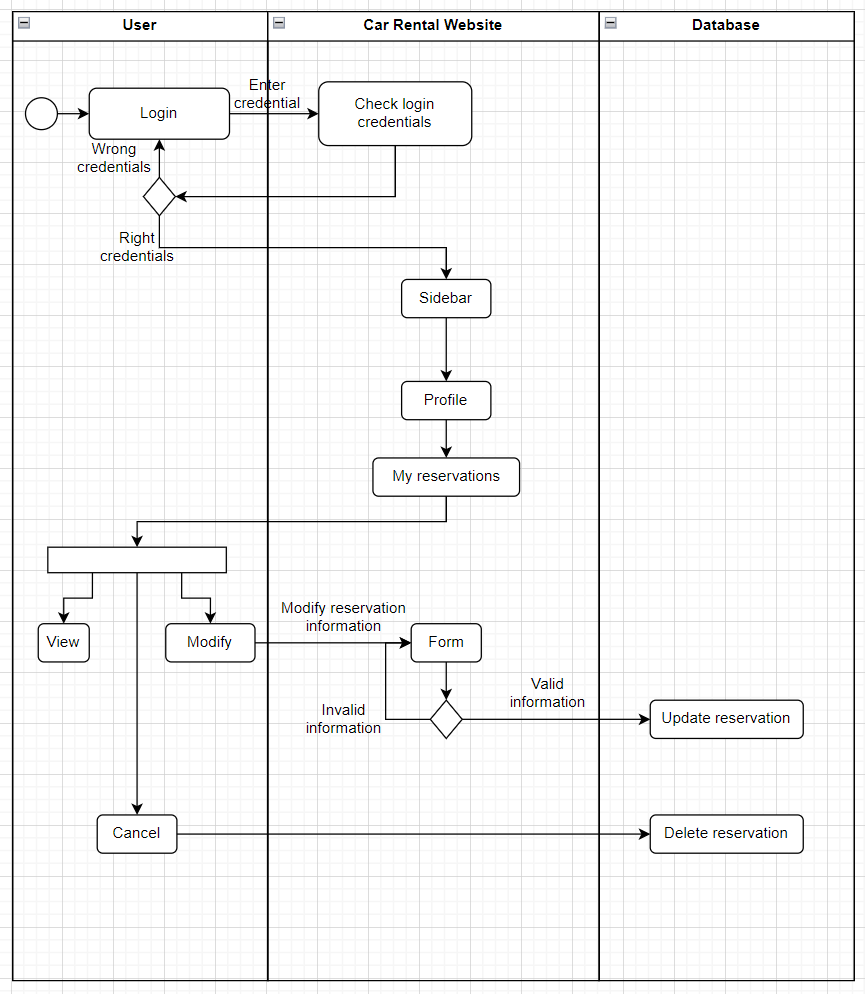 User
Car Rental Website
Database
Enter
credential
Login
Check login
credentials
Wrong
credentials
Right
credentials
Sidebar
Profile
My reservations
View
Modify
Modify reservation
information
Form
Invalid
information
Valid
information
Update reservation
Cancel
Delete reservation